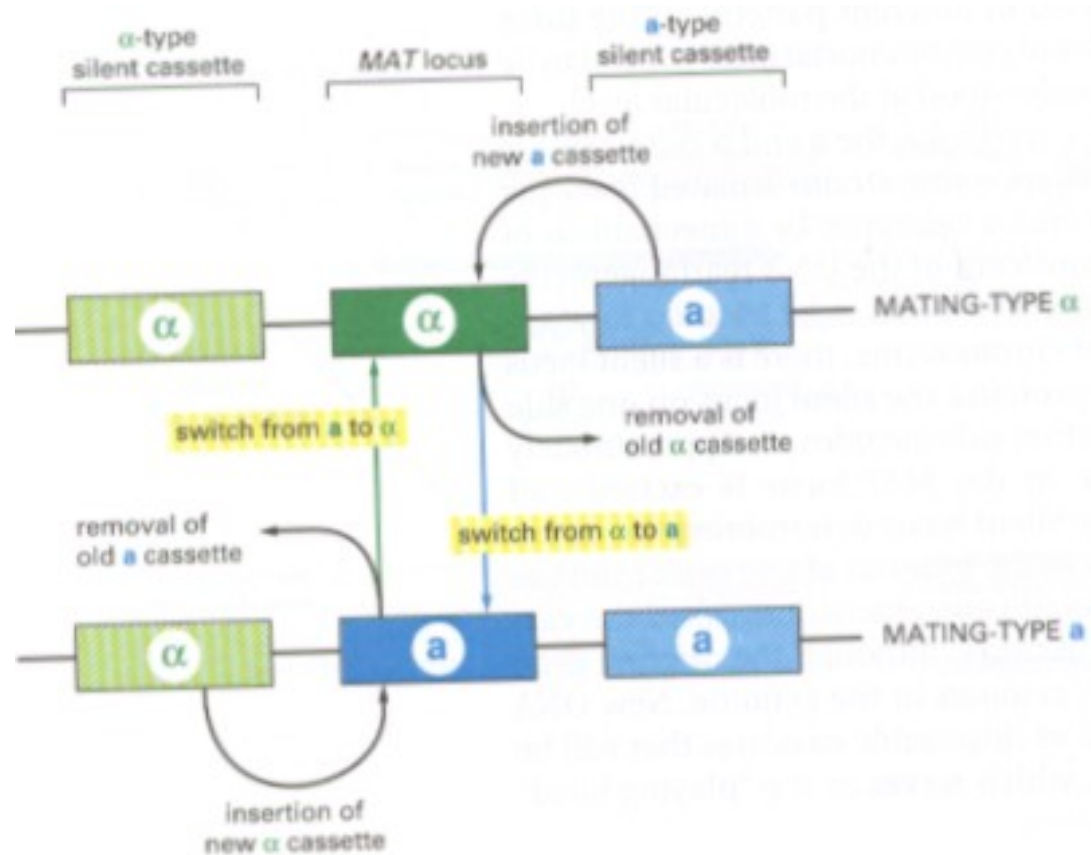 α-type
silent cassette
MAT locus
a-type
silent cassette
insertion of
new a cassette
α
α
a
MATING-TYPE α
switch from a to α
removal of
old α cassette
removal of
old a cassette
switch from α to a
α
a
a
MATING-TYPE a
insertion of
new α cassette